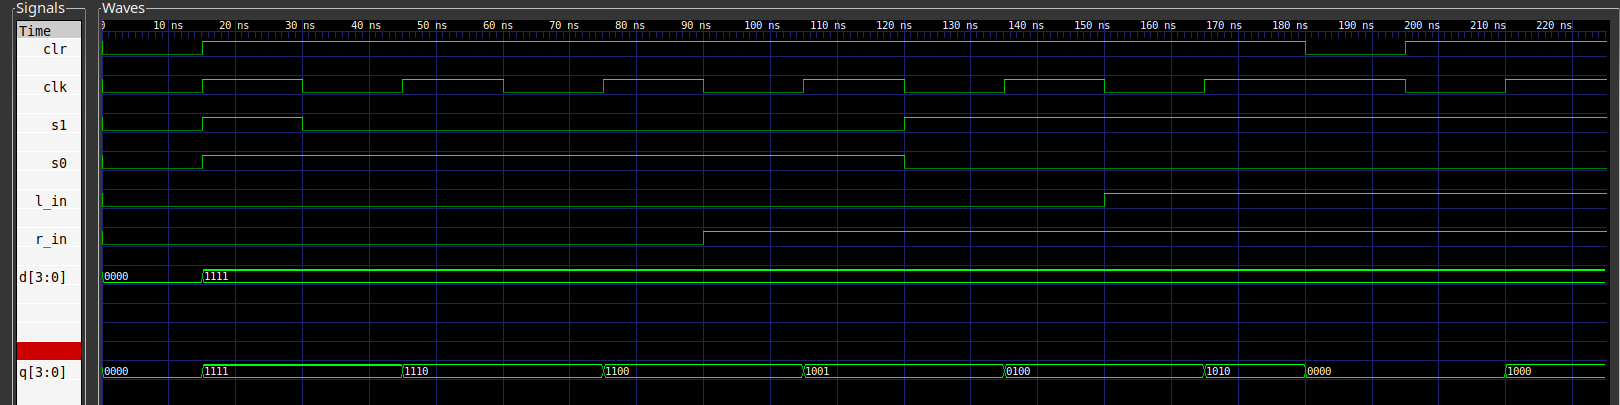 Signals
Waves
Time
0 10 ns 20 ns 30 ns 40 ns 50 ns 60 ns 70 ns 80 ns 90 ns 100 ns 110 ns 120 ns 130 ns 140 ns 150 ns 160 ns 170 ns 180 ns 190 ns 200 ns 210 ns 220 ns
clr
clk
s1
s0
l_in
r_in
d[3:0] 0000 1111
q[3:0] 0000 1111 1110 1100 1001 0100 1010 0000 1000